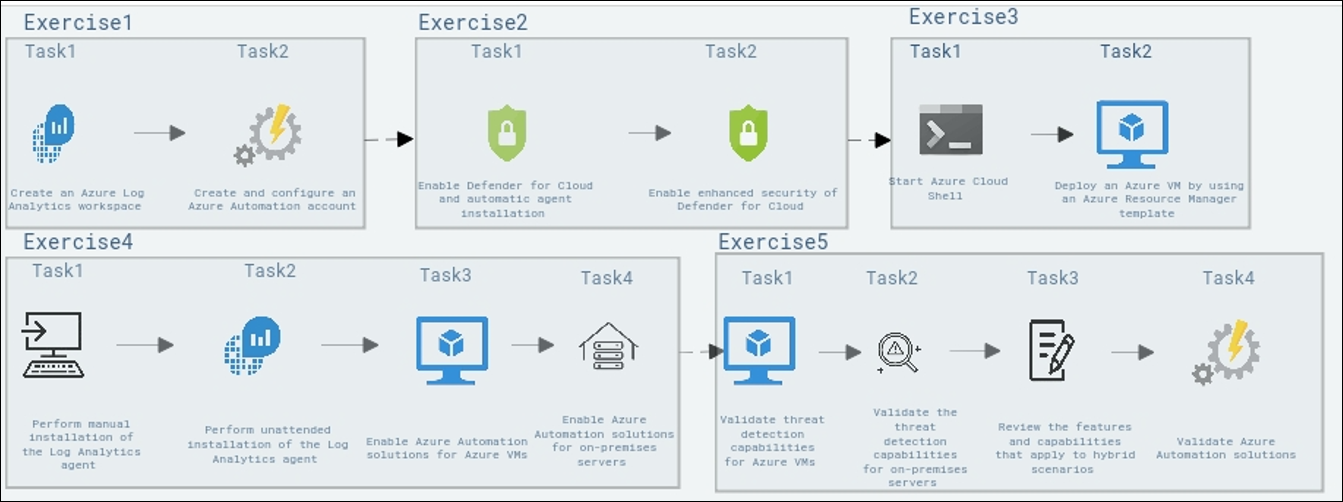 Exercise1
Task1
Task2
Create an Azure Log
Analytics workspace
Create and configure an
Azure Automation account
Exercise2
Task1
Task2
Enable Defender for Cloud
and automatic agent
installation
Enable enhanced security of
Defender for Cloud
Exercise3
Task1
Task2
Start Azure Cloud
Shell
Deploy an Azure VM by using
an Azure Resource Manager
template
Exercise4
Task1
Task2
Task3
Task4
Perform manual
installation of
the Log Analytics
agent
Perform unattended
installation of the Log
Analytics agent
Enable Azure Automation
solutions for Azure VMs
Enable Azure
Automation solutions
for on-premises
servers
Exercise5
Task1
Task2
Task3
Task4
Validate threat
detection
capabilities
for Azure VMs
Validate the
threat
detection
capabilities
for on-premises
servers
Review the features
and capabilities
that apply to hybrid
scenarios
Validate Azure
Automation solutions